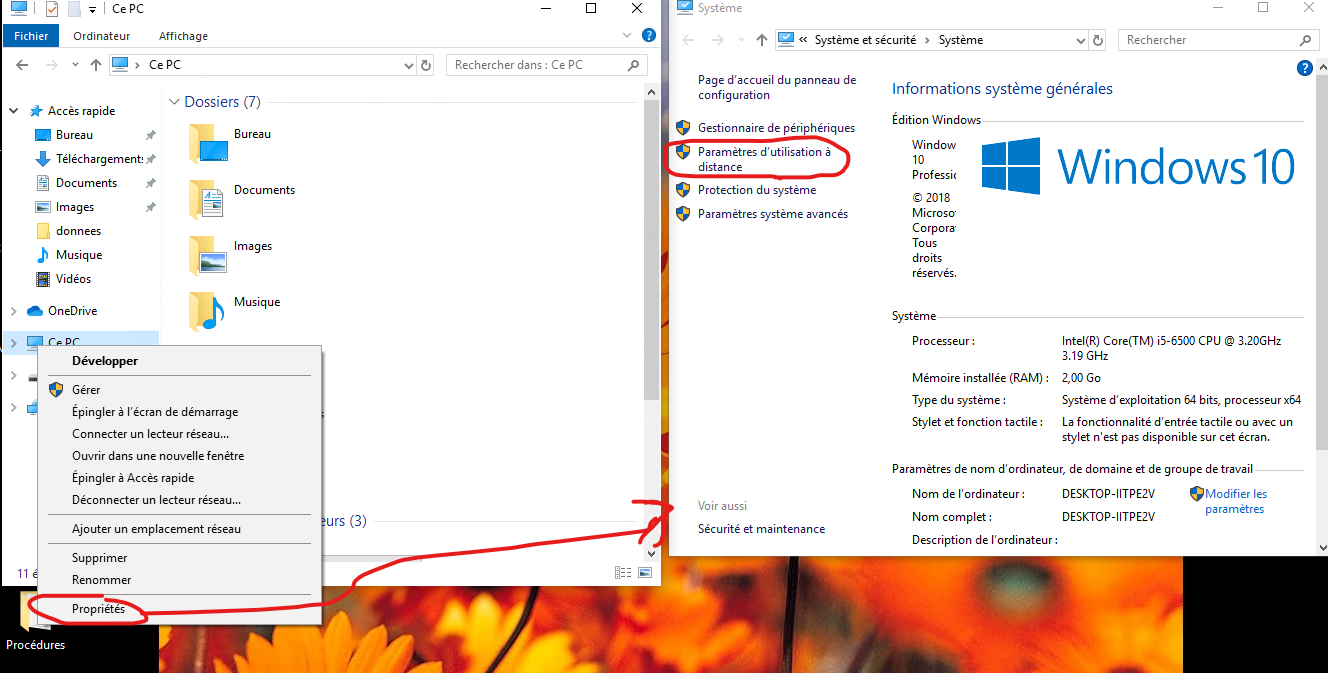 Ce PC
Fichier
Ordinateur
Affichage
Ce PC
Rechercher dans : Ce PC
Accès rapide
Bureau
Téléchargements
Documents
Images
donnees
Musique
Vidéos
OneDrive
Ce PC
Dossiers (7)
Bureau
Documents
Images
Musique
Développer
Gérer
Épingler à l'écran de démarrage
Connecter un lecteur réseau...
Ouvrir dans une nouvelle fenêtre
Épingler à Accès rapide
Déconnecter un lecteur réseau...
Ajouter un emplacement réseau
Supprimer
Renommer
Propriétés
eurs (3)
11 é
Procédures
Système
« Système et sécurité › Système
Rechercher
Page d'accueil du panneau de
configuration
Gestionnaire de périphériques
Paramètres d'utilisation à
distance
Protection du système
Paramètres système avancés
Voir aussi
Sécurité et maintenance
Informations système générales
Édition Windows
Window
10
Professic
© 2018
Microso
Corpora
Tous
droits
réservés.
Windows 10
Système
Processeur :
Intel(R) Core(TM) i5-6500 CPU @ 3.20GHz
3.19 GHz
Mémoire installée (RAM) :
2,00 Go
Type du système :
Système d'exploitation 64 bits, processeur x64
Stylet et fonction tactile :
La fonctionnalité d'entrée tactile ou avec un
stylet n'est pas disponible sur cet écran.
Paramètres de nom d'ordinateur, de domaine et de groupe de travail
Nom de l'ordinateur :
DESKTOP-IITPE2V
Modifier les
paramètres
Nom complet :
DESKTOP-IITPE2V
Description de l'ordinateur :